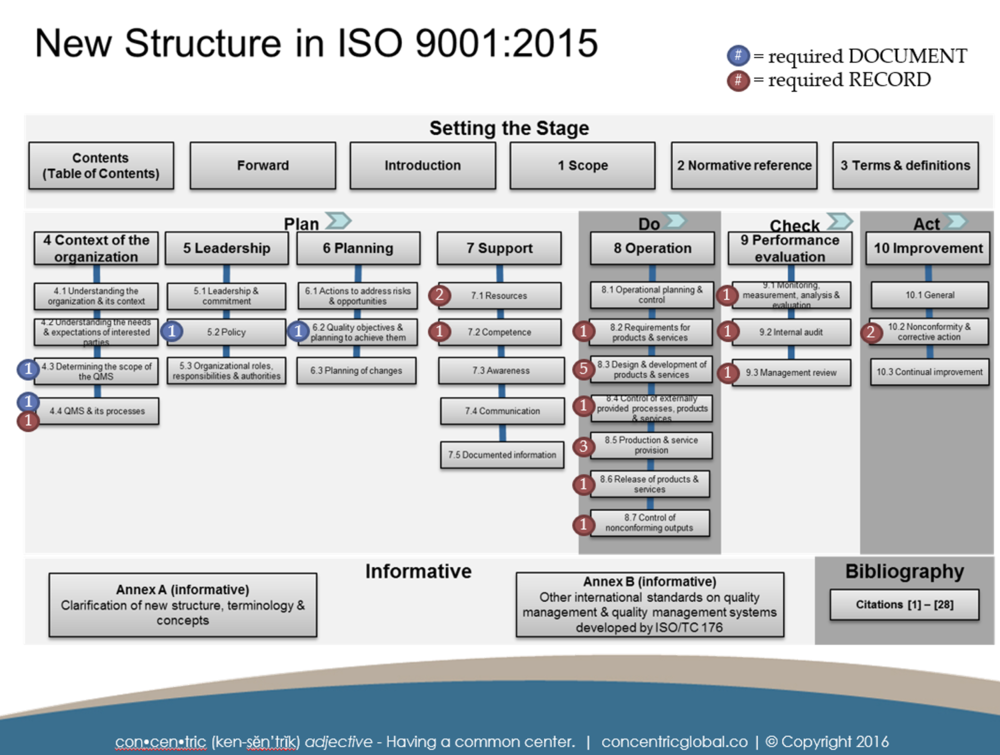 New Structure in ISO 9001:2015
# = required DOCUMENT
# = required RECORD
Setting the Stage
Contents
(Table of Contents)
Forward
Introduction
1 Scope
2 Normative reference
3 Terms & definitions
Plan
4 Context of the
organization
4.1 Understanding the
organization & its context
4.2 Understanding the needs
& expectations of interested
parties
1
4.3 Determining the scope of
the QMS
1
1
4.4 QMS & its processes
5 Leadership
5.1 Leadership &
commitment
1
5.2 Policy
5.3 Organizational roles,
responsibilities & authorities
6 Planning
6.1 Actions to address risks
& opportunities
1
6.2 Quality objectives &
planning to achieve them
6.3 Planning of changes
7 Support
2
7.1 Resources
1
7.2 Competence
7.3 Awareness
7.4 Communication
7.5 Documented information
Do
8 Operation
8.1 Operational planning &
control
1
8.2 Requirements for
products & services
5
8.3 Design & development of
products & services
1
8.4 Control of externally
provided processes, products
& services
3
8.5 Production & service
provision
1
8.6 Release of products &
services
1
8.7 Control of
nonconforming outputs
Check
9 Performance
evaluation
1
9.1 Monitoring,
measurement, analysis &
evaluation
1
9.2 Internal audit
1
9.3 Management review
Act
10 Improvement
10.1 General
2
10.2 Nonconformity &
corrective action
10.3 Continual improvement
Informative
Annex A (informative)
Clarification of new structure, terminology &
concepts
Annex B (informative)
Other international standards on quality
management & quality management systems
developed by ISO/TC 176
Bibliography
Citations [1] – [28]
con•cen•tric (ken-sĕn'trĭk) adjective - Having a common center. | concentricglobal.co | © Copyright 2016